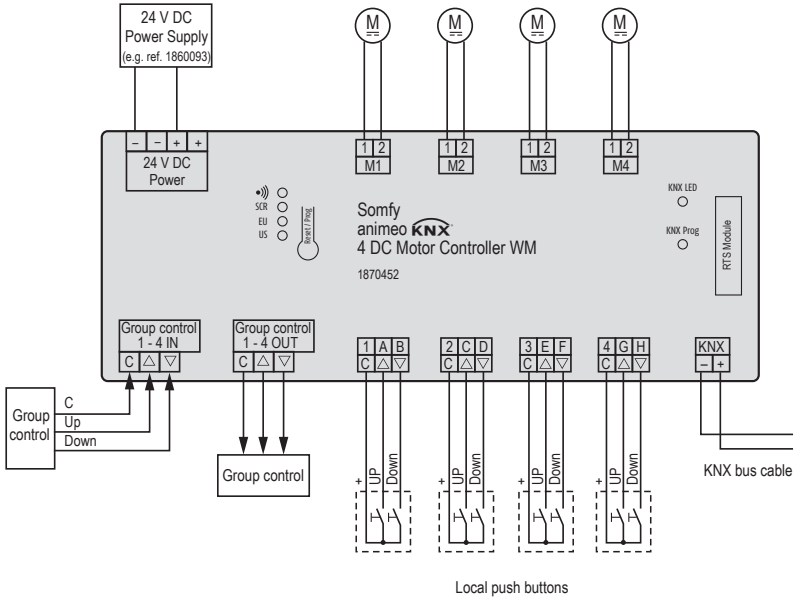 24 V DC
Power Supply
(e.g. ref. 1860093)
M
M
M
M
– – + +
24 V DC
Power
1 2
M1
1 2
M2
1 2
M3
1 2
M4
SCR
EU
US
Reset / Prog
Somfy
animeo KNX
4 DC Motor Controller WM
1870452
KNX LED
KNX Prog
RTS Module
Group control
1 - 4 IN
C △ ▽
Group control
1 - 4 OUT
C △ ▽
1 A B
C △ ▽
2 C D
C △ ▽
3 E F
C △ ▽
4 G H
C △ ▽
KNX
– +
Group
control
C
Up
Down
Group control
+ UP Down
+ UP Down
+ UP Down
+ UP Down
KNX bus cable
Local push buttons